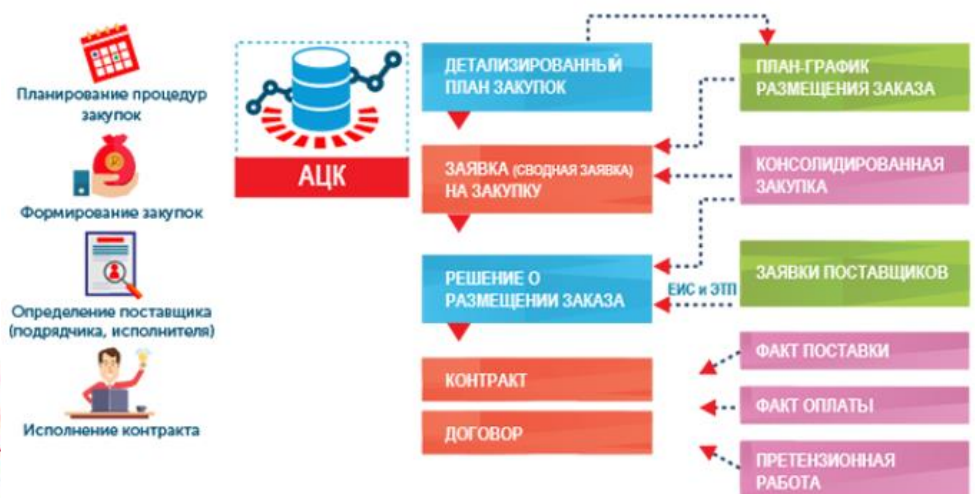 Планирование процедур
закупок
Формирование закупок
Определение поставщика
(подрядчика, исполнителя)
Исполнение контракта
АЦК
ДЕТАЛИЗИРОВАННЫЙ
ПЛАН ЗАКУПОК
ЗАЯВКА (СВОДНАЯ ЗАЯВКА)
НА ЗАКУПКУ
РЕШЕНИЕ О
РАЗМЕЩЕНИИ ЗАКАЗА
КОНТРАКТ
ДОГОВОР
ЕИС и ЭТП
ПЛАН-ГРАФИК
РАЗМЕЩЕНИЯ ЗАКАЗА
КОНСОЛИДИРОВАННАЯ
ЗАКУПКА
ЗАЯВКИ ПОСТАВЩИКОВ
ФАКТ ПОСТАВКИ
ФАКТ ОПЛАТЫ
ПРЕТЕНЗИОННАЯ
РАБОТА